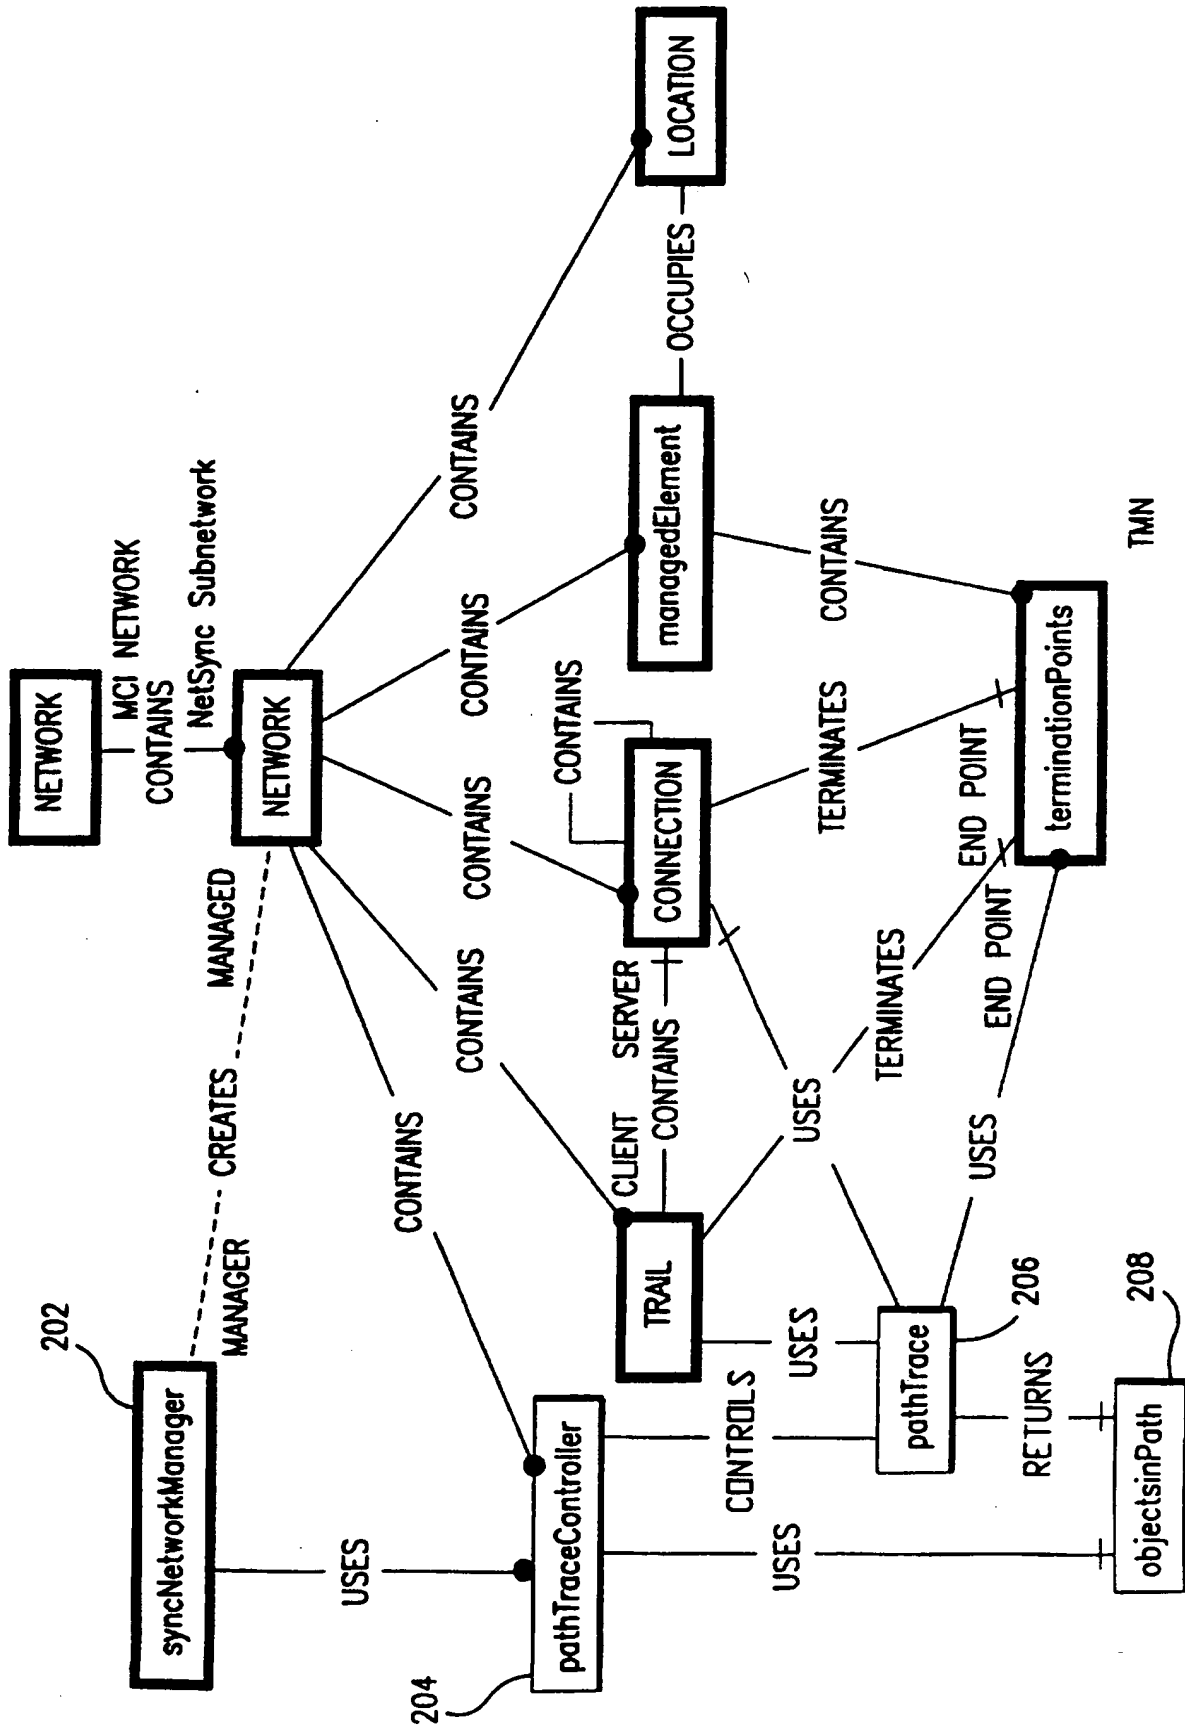 NETWORK
MCI NETWORK
CONTAINS
NetSync Subnetwork
202
syncNetworkManager
MANAGER
CREATES
MANAGED
NETWORK
USES
CONTAINS
CONTAINS
CONTAINS
CONTAINS
CONTAINS
204
pathTraceController
TRAIL
CLIENT
CONTAINS
SERVER
CONNECTION
CONTAINS
managedElement
OCCUPIES
LOCATION
USES
CONTROLS
USES
USES
TERMINATES
TERMINATES
CONTAINS
pathTrace
206
USES
END POINT
END POINT
terminationPoints
RETURNS
objectsinPath
208
TMN